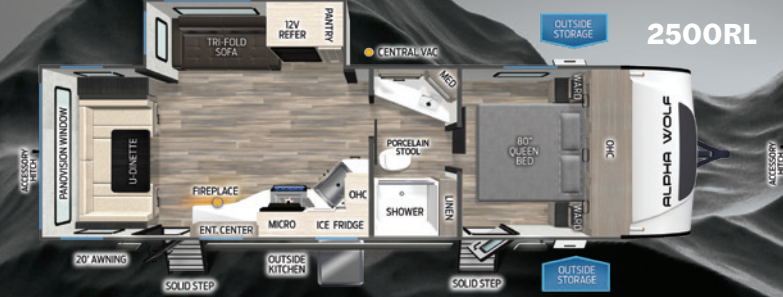 2500RL
OUTSIDE
STORAGE
12V
REFER
PANTRY
TRI-FOLD
SOFA
CENTRAL VAC
MED
WARD
ACCESSORY
HITCH
PANOVISION WINDOW
U-DINETTE
PORCELAIN
STOOL
80"
QUEEN
BED
OHC
ALPHA WOLF
ACCESSORY
HITCH
FIREPLACE
OHC
ENT. CENTER
MICRO
ICE FRIDGE
SHOWER
LINEN
WARD
20' AWNING
SOLID STEP
OUTSIDE
KITCHEN
SOLID STEP
OUTSIDE
STORAGE